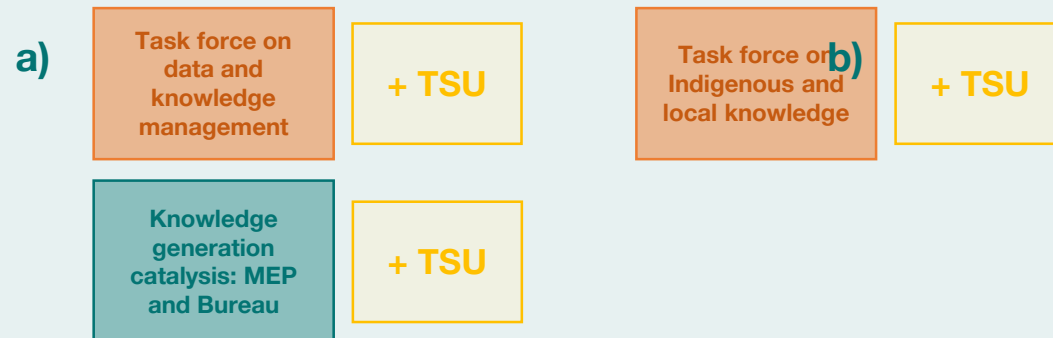 a)
Task force on
data and
knowledge
management
+ TSU
b)
Task force on
Indigenous and
local knowledge
+ TSU
Knowledge
generation
catalysis: MEP
and Bureau
+ TSU